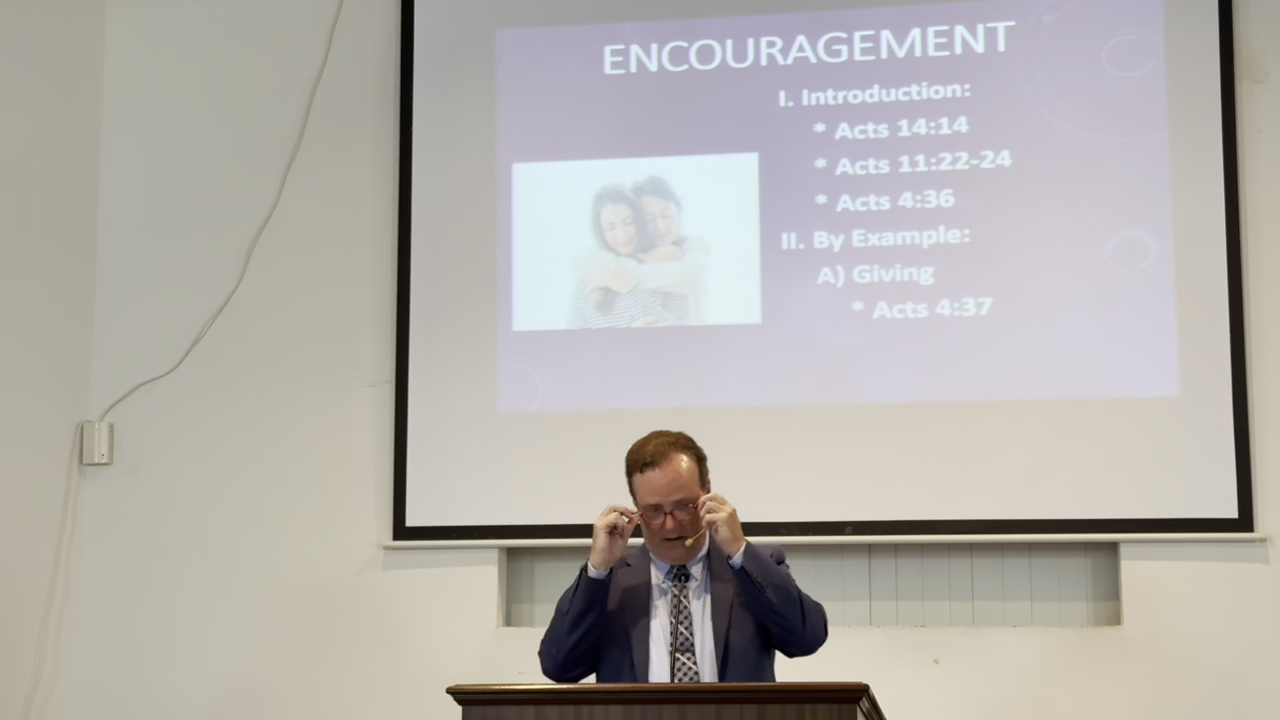 ENCOURAGEMENT
I. Introduction:
* Acts 14:14
* Acts 11:22-24
* Acts 4:36
II. By Example:
A) Giving
* Acts 4:37